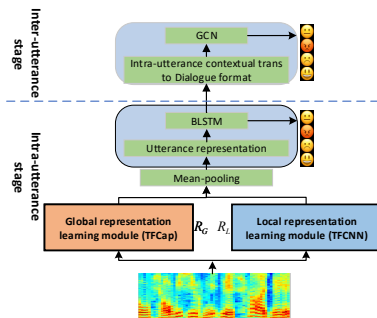 Inter-utterance
stage
GCN
Intra-utterance contextual trans
to Dialogue format
Intra-utterance
stage
BLSTM
Utterance representation
Mean-pooling
Global representation
learning module (TFCap)
R_G R_L
Local representation
learning module (TFCNN)